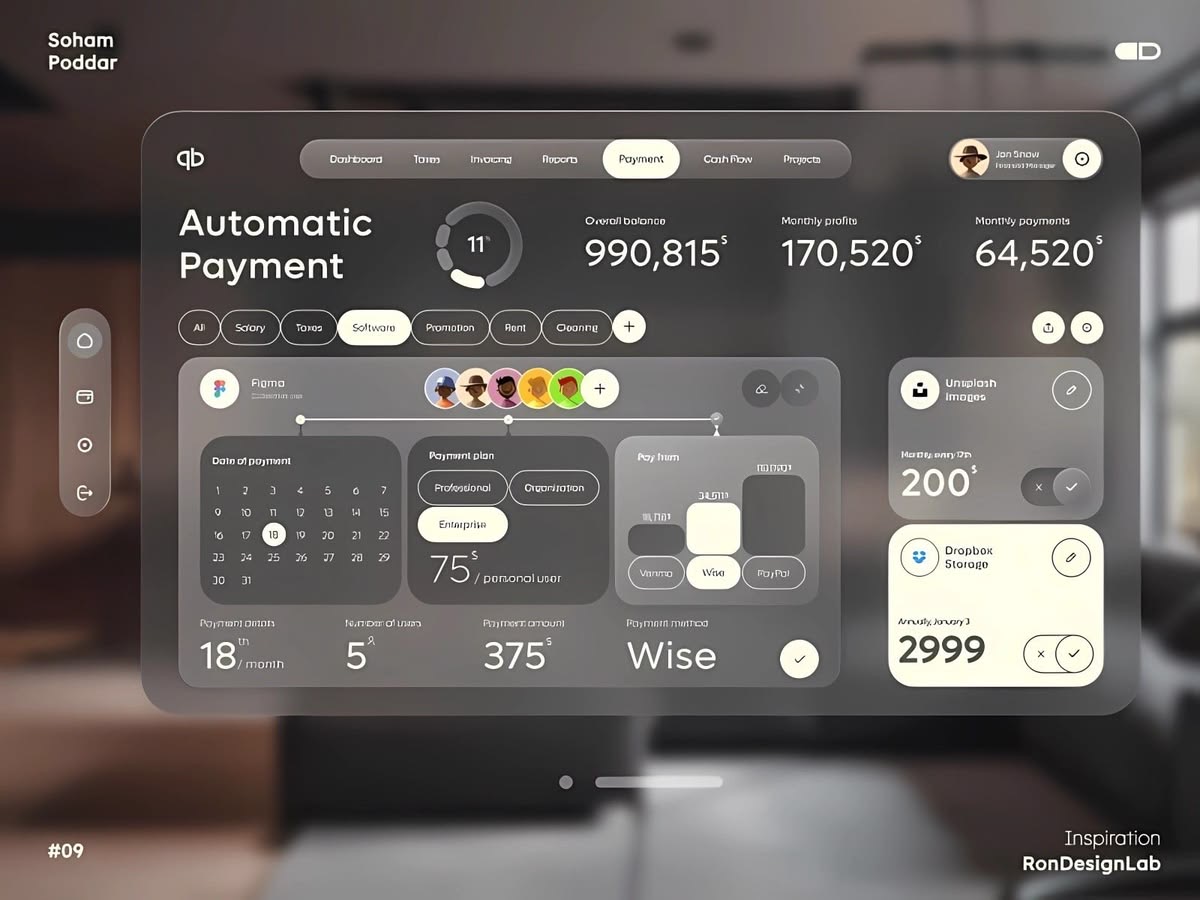 Soham
Poddar
qb
Dashboard
Taxes
Invoicing
Reports
Payment
Cash Flow
Projects
Jon Snow
Automatic
Payment
11
Overall balance
990,815$
Monthly profits
170,520$
Monthly payments
64,520$
All
Salary
Taxes
Software
Promotion
Rent
Cleaning
+
Figma
+
Date of payment
1 2 3 4 5 6 7
9 10 11 12 13 14 15
16 17 18 19 20 21 22
23 24 25 26 27 28 29
30 31
Payment plan
Professional
Organization
Enterprise
75$ / personal user
Pay from
Venmo
Wise
PayPal
18th / month
Number of users
5
Payment amount
375$
Payment method
Wise
Unsplash
Images
200$
Dropbox
Storage
Annually, January 3
2999
#09
Inspiration
RonDesignLab